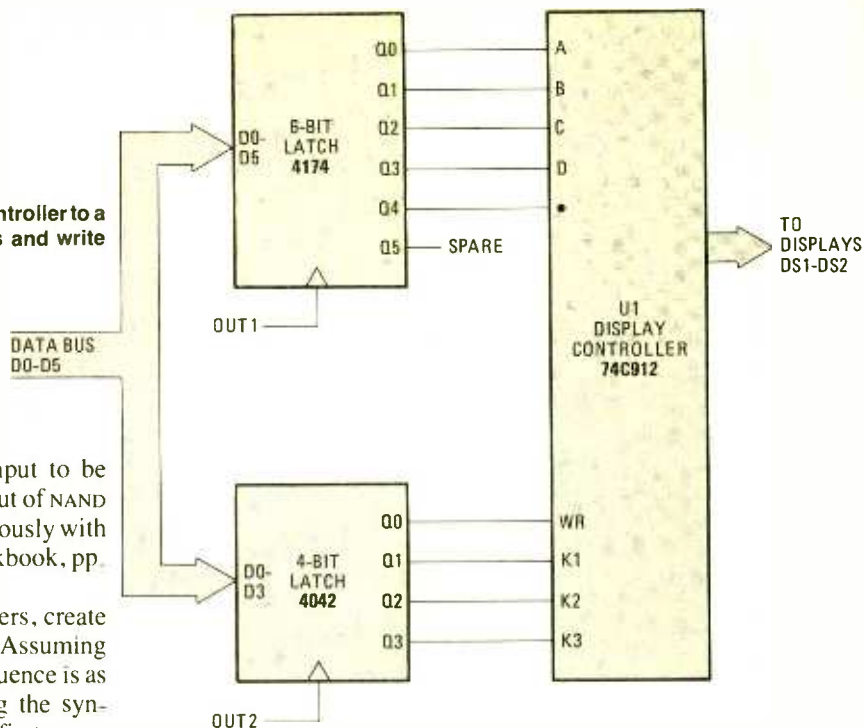 ntroller to a
s and write
nput to be
ut of NAND
ously with
kbook, pp.
ers, create
Assuming
uence is as
g the syn-
DATA BUS
D0-D5
D0-
D5
6-BIT
LATCH
4174
Q0
Q1
Q2
Q3
Q4
Q5
SPARE
OUT1
D0-
D3
4-BIT
LATCH
4042
Q0
Q1
Q2
Q3
OUT2
A
B
C
D
•
U1
DISPLAY
CONTROLLER
74C912
WR
K1
K2
K3
TO
DISPLAYS
DS1-DS2